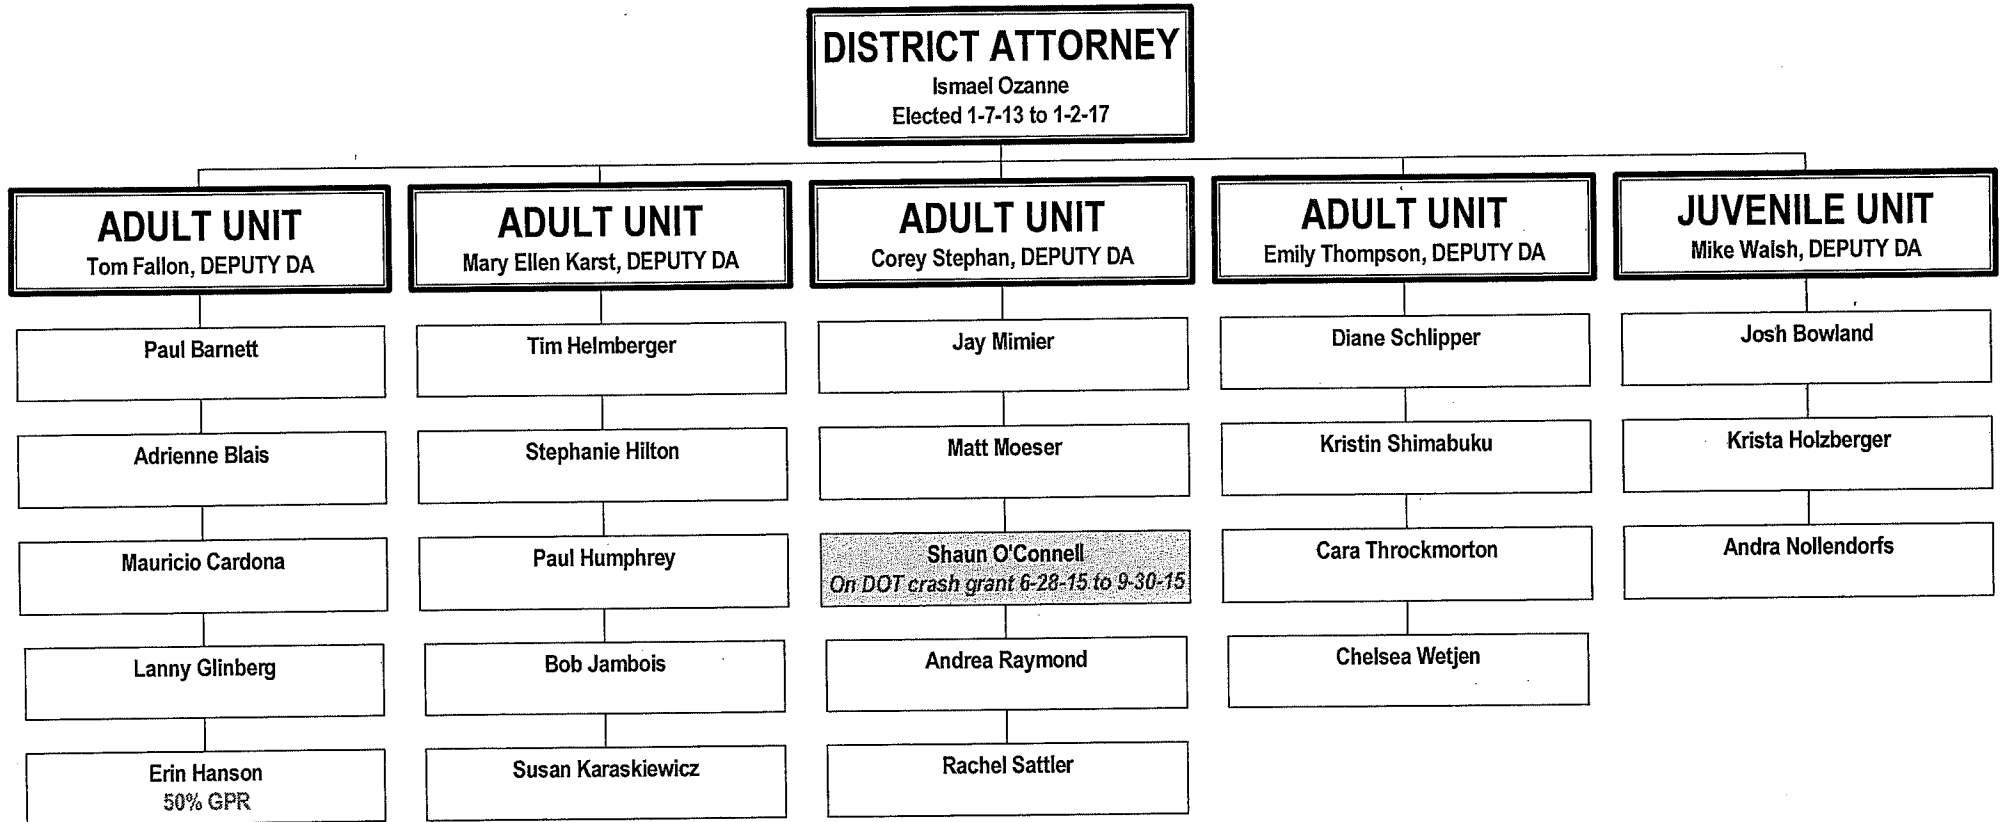 DISTRICT ATTORNEY
Ismael Ozanne
Elected 1-7-13 to 1-2-17
ADULT UNIT
Tom Fallon, DEPUTY DA
Paul Barnett
Adrienne Blais
Mauricio Cardona
Lanny Glinberg
Erin Hanson
50% GPR
ADULT UNIT
Mary Ellen Karst, DEPUTY DA
Tim Helmberger
Stephanie Hilton
Paul Humphrey
Bob Jambois
Susan Karaskiewicz
ADULT UNIT
Corey Stephan, DEPUTY DA
Jay Mimier
Matt Moeser
Shaun O'Connell
On DOT crash grant 6-28-15 to 9-30-15
Andrea Raymond
Rachel Sattler
ADULT UNIT
Emily Thompson, DEPUTY DA
Diane Schlipper
Kristin Shimabuku
Cara Throckmorton
Chelsea Wetjen
JUVENILE UNIT
Mike Walsh, DEPUTY DA
Josh Bowland
Krista Holzberger
Andra Nollendorfs